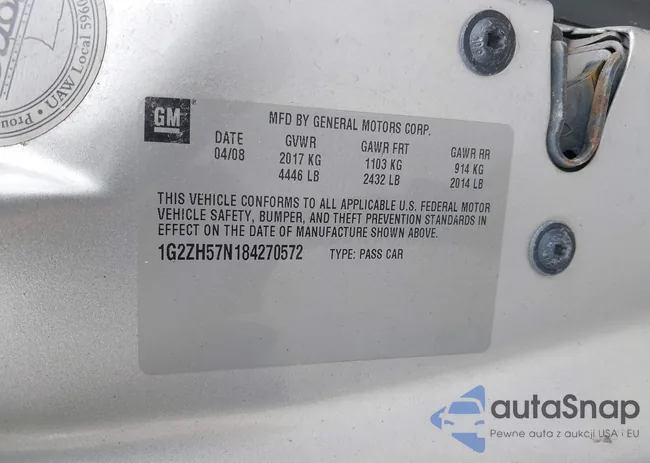 UAW Local 5960
Prou
GM
MFD BY GENERAL MOTORS CORP.
DATE GVWR GAWR FRT GAWR RR
04/08 2017 KG 1103 KG 914 KG
4446 LB 2432 LB 2014 LB
THIS VEHICLE CONFORMS TO ALL APPLICABLE U.S. FEDERAL MOTOR
VEHICLE SAFETY, BUMPER, AND THEFT PREVENTION STANDARDS IN
EFFECT ON THE DATE OF MANUFACTURE SHOWN ABOVE.
1G2ZH57N184270572 TYPE: PASS CAR
autoSnap
Pewne auta z aukcji USA i EU